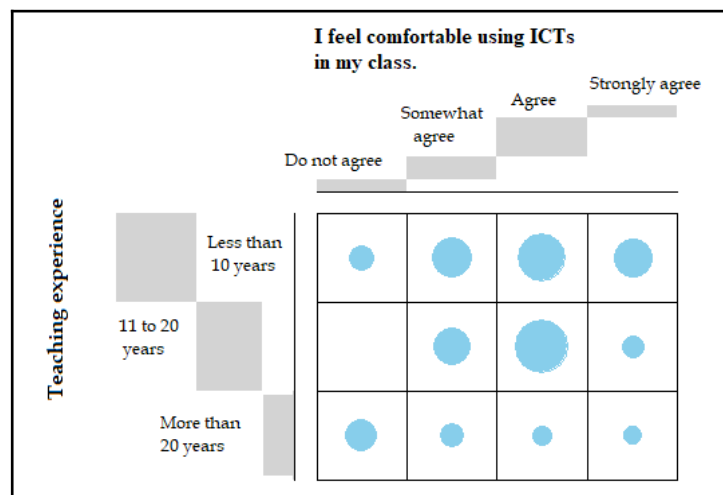 I feel comfortable using ICTs
in my class.
Strongly agree
Agree
Somewhat
agree
Do not agree
Teaching experience
Less than
10 years
11 to 20
years
More than
20 years